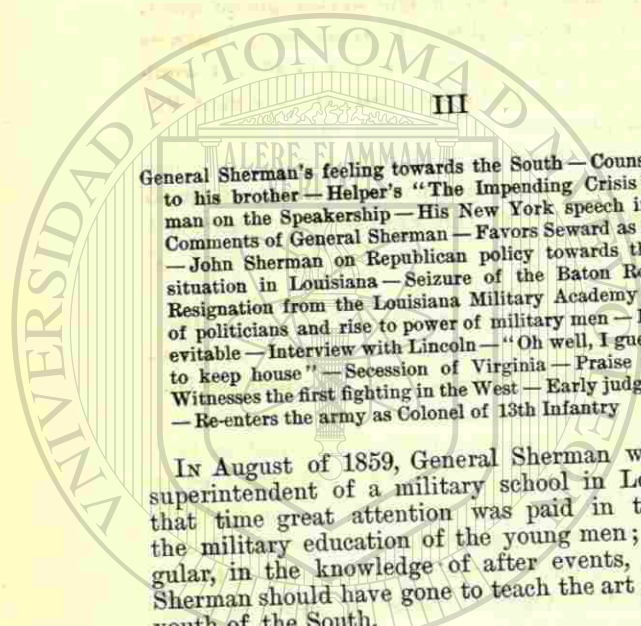 III
General Sherman's feeling towards the South — Couns
to his brother — Helper's "The Impending Crisis
man on the Speakership — His New York speech i
Comments of General Sherman — Favors Seward as
— John Sherman on Republican policy towards th
situation in Louisiana — Seizure of the Baton Ro
Resignation from the Louisiana Military Academy
of politicians and rise to power of military men — I
evitable — Interview with Lincoln — "Oh well, I gue
to keep house" — Secession of Virginia — Praise
Witnesses the first fighting in the West — Early judg
— Re-enters the army as Colonel of 13th Infantry
IN August of 1859, General Sherman w
superintendent of a military school in Lo
that time great attention was paid in t
the military education of the young men;
gular, in the knowledge of after events,
Sherman should have gone to teach the art
youth of the South.
UNIVERSIDAD AVTONOMA D
ALERE FLAMMAM